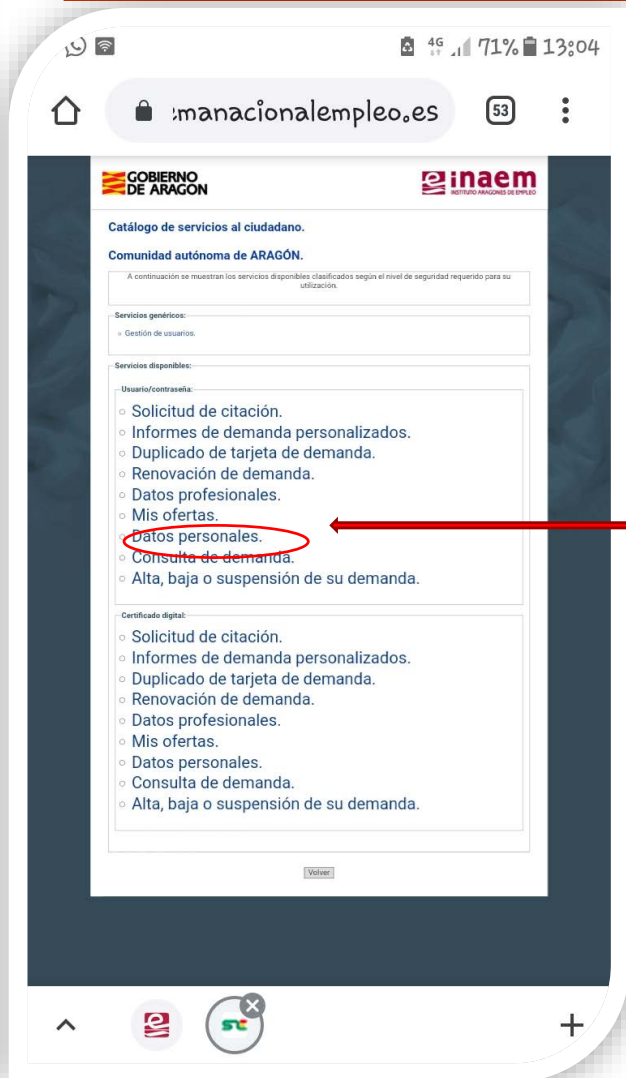 4G 71% 13:04
:manacionalempleo.es 53
GOBIERNO
DE ARAGON
inaem
INSTITUTO ARAGONES DE EMPLEO
Catálogo de servicios al ciudadano.
Comunidad autónoma de ARAGÓN.
A continuación se muestran los servicios disponibles clasificados según el nivel de seguridad requerido para su
utilización.
Servicios genéricos:
Gestión de usuarios.
Servicios disponibles:
Usuario/contraseña:
Solicitud de citación.
Informes de demanda personalizados.
Duplicado de tarjeta de demanda.
Renovación de demanda.
Datos profesionales.
Mis ofertas.
Datos personales.
Consulta de demanda.
Alta, baja o suspensión de su demanda.
Certificado digital:
Solicitud de citación.
Informes de demanda personalizados.
Duplicado de tarjeta de demanda.
Renovación de demanda.
Datos profesionales.
Mis ofertas.
Datos personales.
Consulta de demanda.
Alta, baja o suspensión de su demanda.
Volver